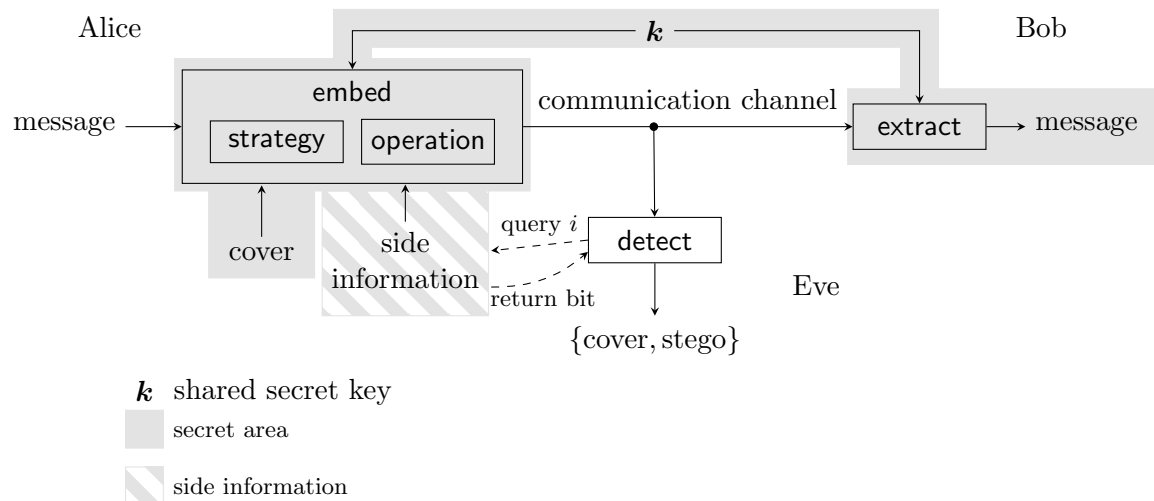 Alice
k
Bob
embed
communication channel
message
strategy
operation
extract
message
query i
cover
side
information
detect
return bit
Eve
{cover, stego}
k shared secret key
secret area
side information